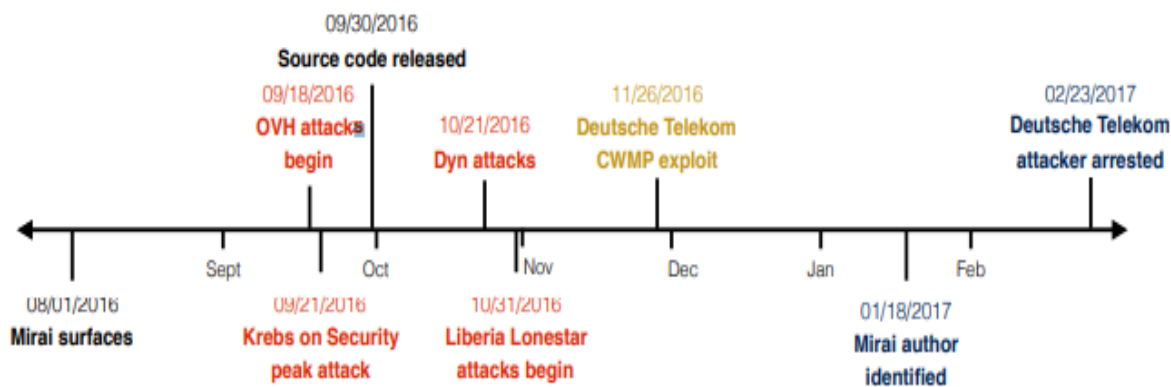 09/30/2016
Source code released
09/18/2016
OVH attacks
begin
10/21/2016
Dyn attacks
11/26/2016
Deutsche Telekom
CWMP exploit
02/23/2017
Deutsche Telekom
attacker arrested
Sept
Oct
Nov
Dec
Jan
Feb
08/01/2016
Mirai surfaces
09/21/2016
Krebs on Security
peak attack
10/31/2016
Liberia Lonestar
attacks begin
01/18/2017
Mirai author
identified